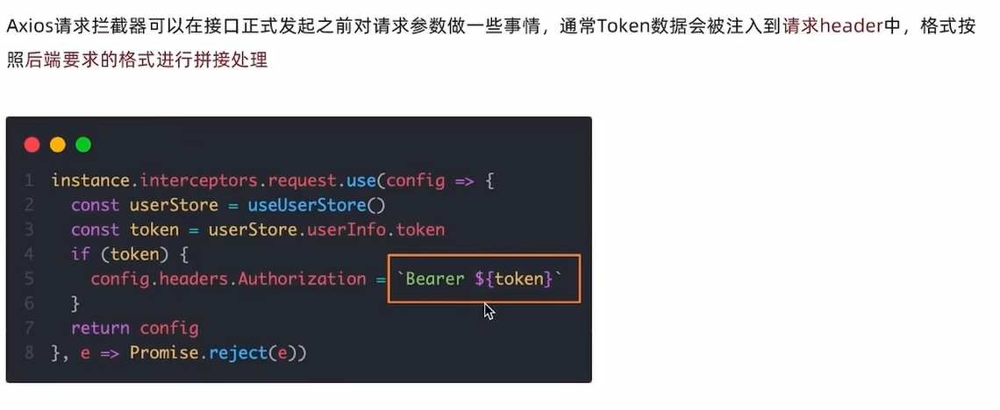 Axios请求拦截器可以在接口正式发起之前对请求参数做一些事情，通常Token数据会被注入到请求header中，格式按
照后端要求的格式进行拼接处理
1 instance.interceptors.request.use(config => {
2   const userStore = useUserStore()
3   const token = userStore.userInfo.token
4   if (token) {
5     config.headers.Authorization = `Bearer ${token}`
6   }
7   return config
8 }, e => Promise.reject(e))